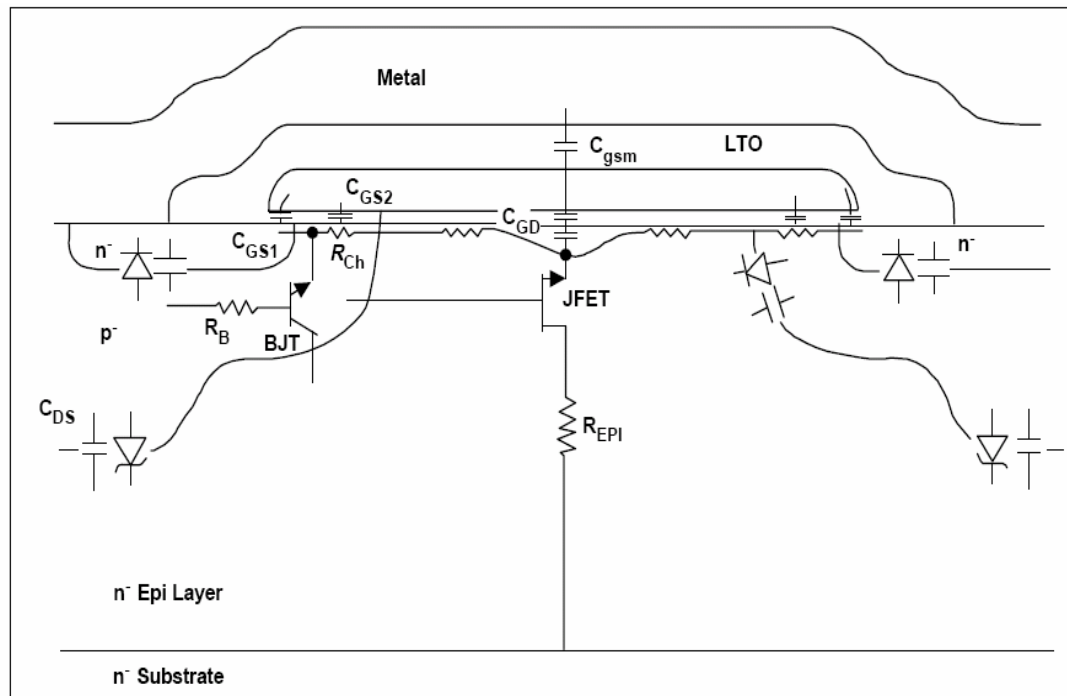 Metal
C_gsm
LTO
C_GS2
C_GD
n⁻
C_GS1
R_Ch
n⁻
JFET
R_B
p⁻
BJT
C_DS
R_EPI
n⁻ Epi Layer
n⁻ Substrate